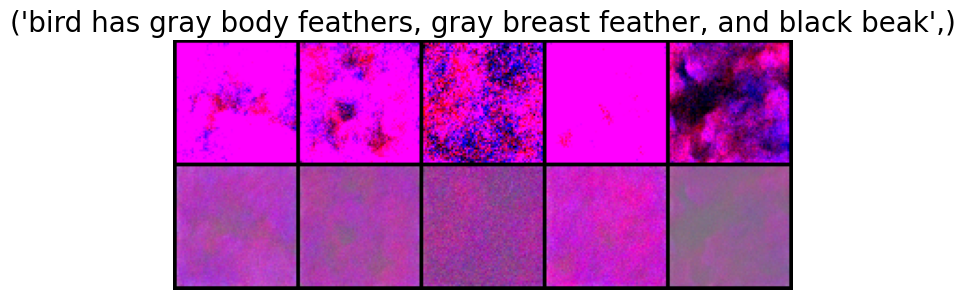 ('bird has gray body feathers, gray breast feather, and black beak',)